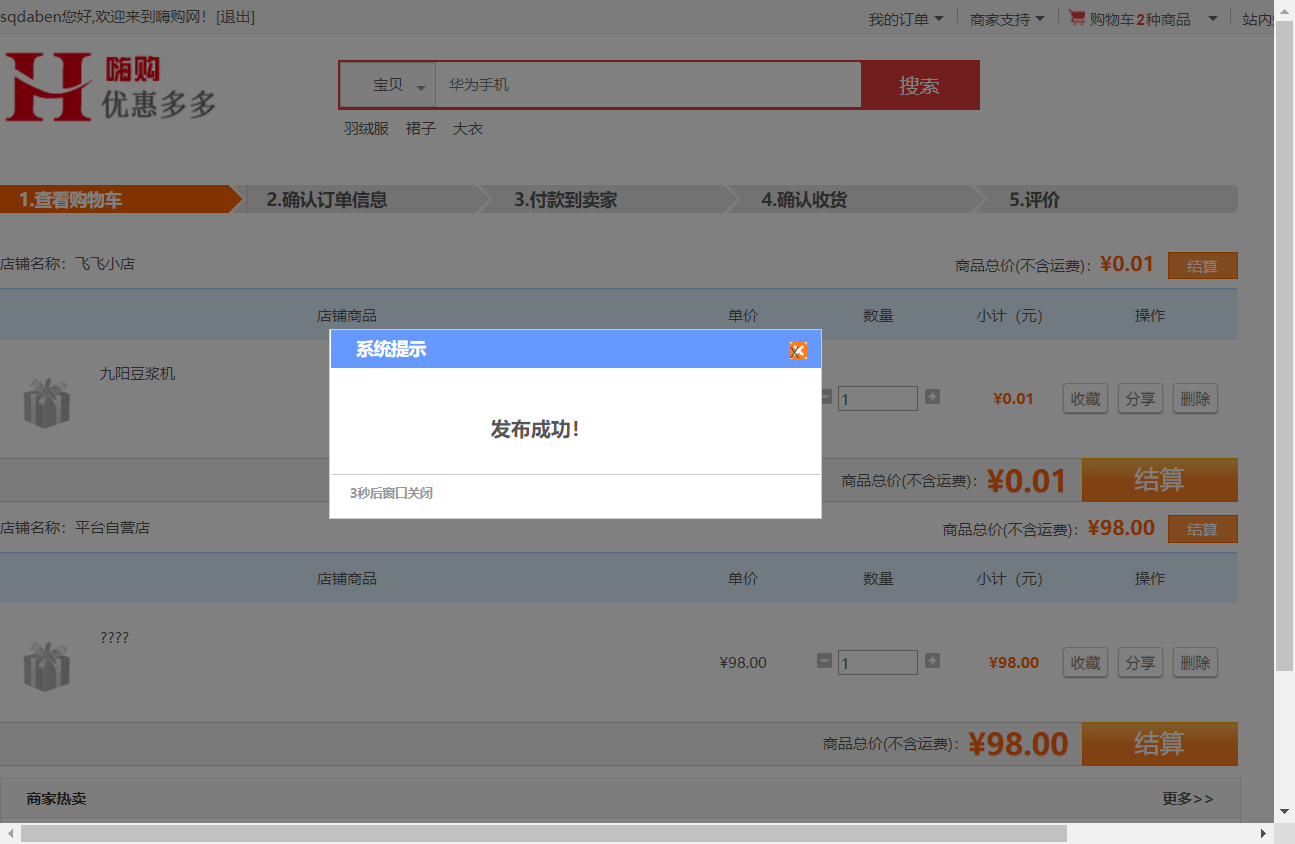 sqdaben您好,欢迎来到嗨购网！[退出]
我的订单 商家支持 购物车2种商品 站内
H 嗨购
优惠多多
宝贝 华为手机 搜索
羽绒服 裙子 大衣
1.查看购物车 2.确认订单信息 3.付款到卖家 4.确认收货 5.评价
店铺名称：飞飞小店 商品总价(不含运费)：¥0.01 结算
店铺商品 单价 数量 小计（元） 操作
系统提示
九阳豆浆机
1 ¥0.01 收藏 分享 删除
发布成功！
商品总价(不含运费)：¥0.01 结算
3秒后窗口关闭
店铺名称：平台自营店 商品总价(不含运费)：¥98.00 结算
店铺商品 单价 数量 小计（元） 操作
????
¥98.00 1 ¥98.00 收藏 分享 删除
商品总价(不含运费)：¥98.00 结算
商家热卖 更多>>